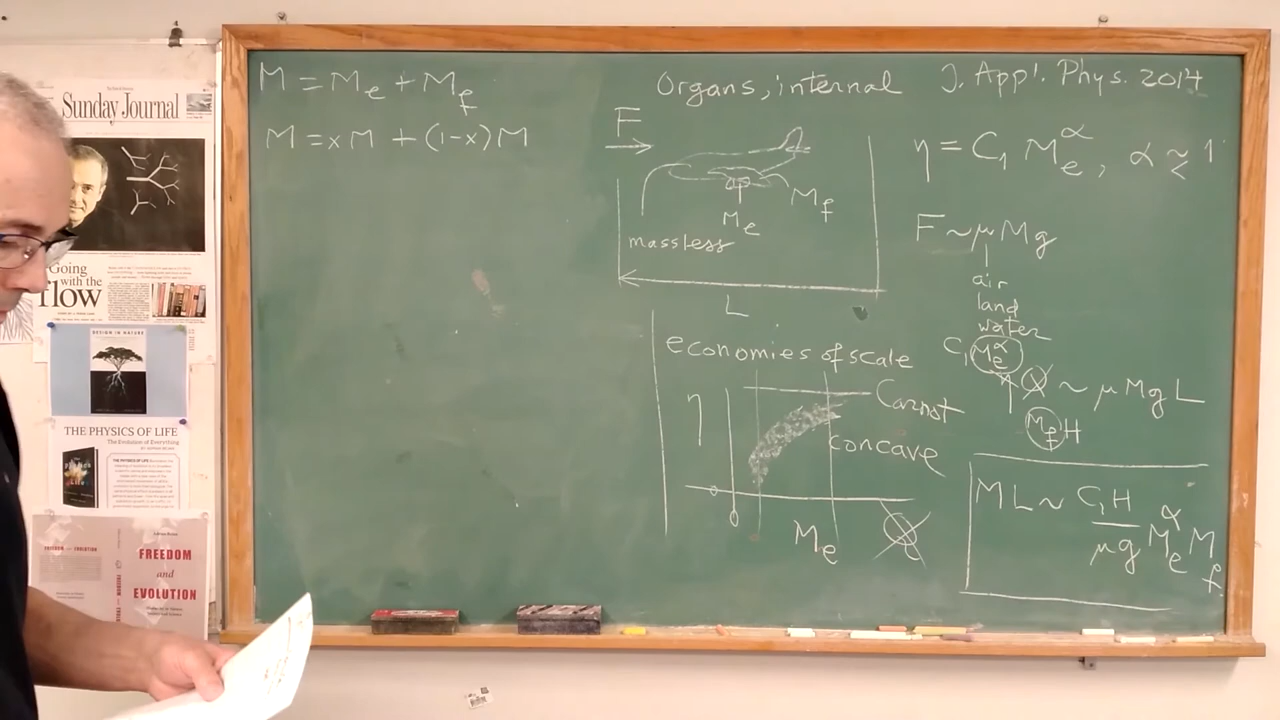 M = Me + Mf
M = xM + (1-x)M
Organs, internal J. Appl. Phys. 2014
F
Me
Mf
massless
L
η = C₁ Me^α, α ≲ 1
F ~ μMg
air
land
water
economies of scale
η
Carnot
concave
Me
Q
C₁ Me^α Q ~ μMgL
Mf H
ML ~ C₁H/μg Me^α Mf
Sunday Journal
Going
with the
flow
DESIGN IN NATURE
THE PHYSICS OF LIFE
The Evolution of Everything
FREEDOM
and
EVOLUTION